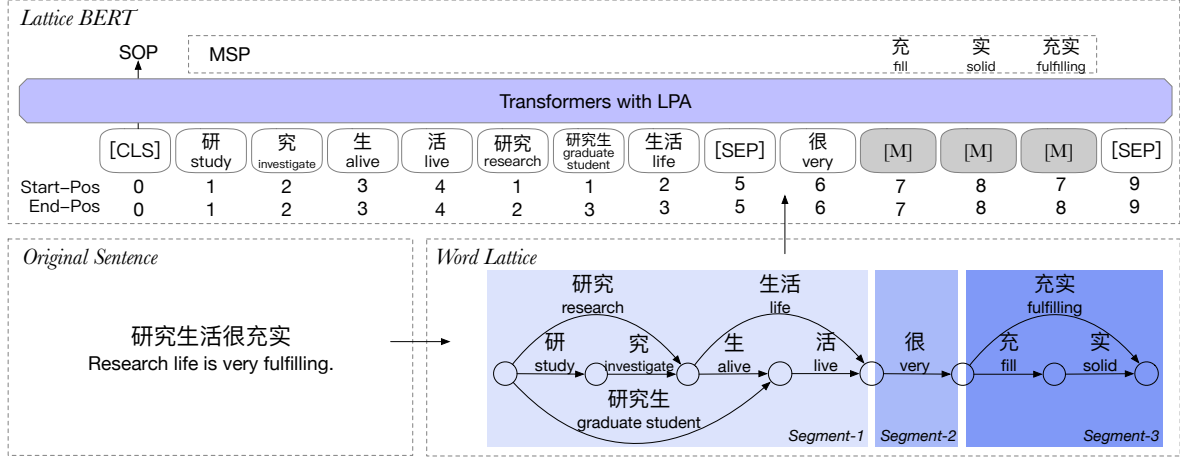 Lattice BERT
SOP
MSP
充 实 充实
fill solid fulfilling
Transformers with LPA
[CLS] 研 究 生 活 研究 研究生 生活 [SEP] 很 [M] [M] [M] [SEP]
study investigate alive live research graduate student life very
Start-Pos 0 1 2 3 4 1 1 2 5 6 7 8 7 9
End-Pos 0 1 2 3 4 2 3 3 5 6 7 8 8 9
Original Sentence
研究生活很充实
Research life is very fulfilling.
Word Lattice
研究 生活 充实
research life fulfilling
研 究 生 活 很 充 实
study investigate alive live very fill solid
研究生
graduate student
Segment-1 Segment-2 Segment-3